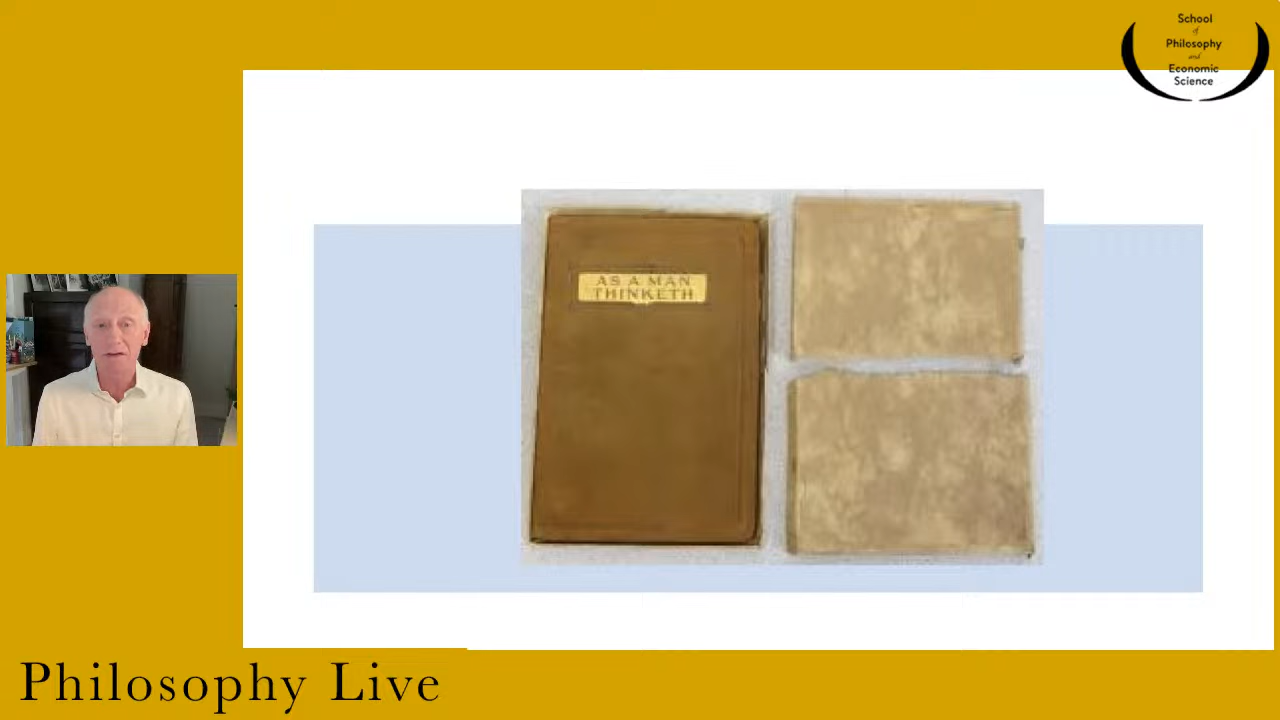 School
of
Philosophy
and
Economic
Science
AS A MAN
THINKETH
Philosophy Live